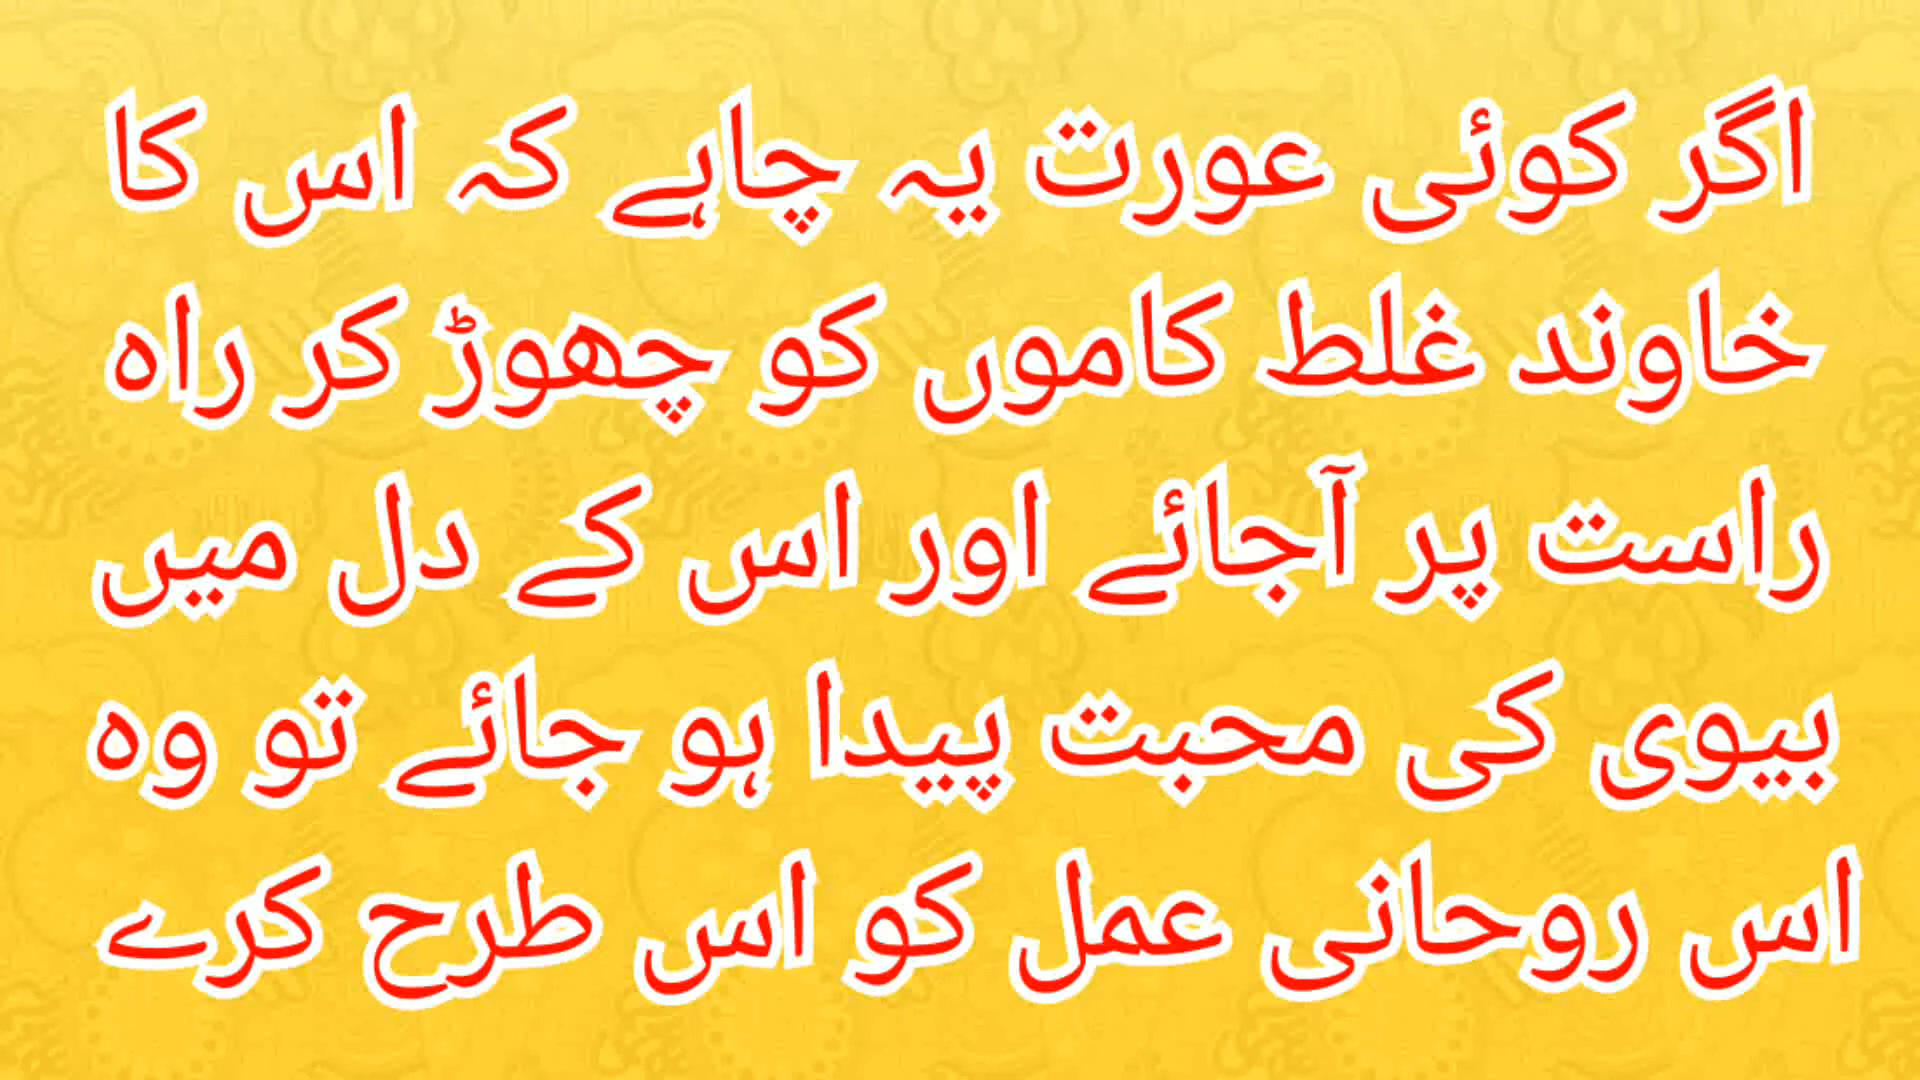 اگر کوئی عورت یہ چاہے کہ اس کا
خاوند غلط کاموں کو چھوڑ کر راہ
راست پر آجائے اور اس کے دل میں
بیوی کی محبت پیدا ہو جائے تو وہ
اس روحانی عمل کو اس طرح کرے